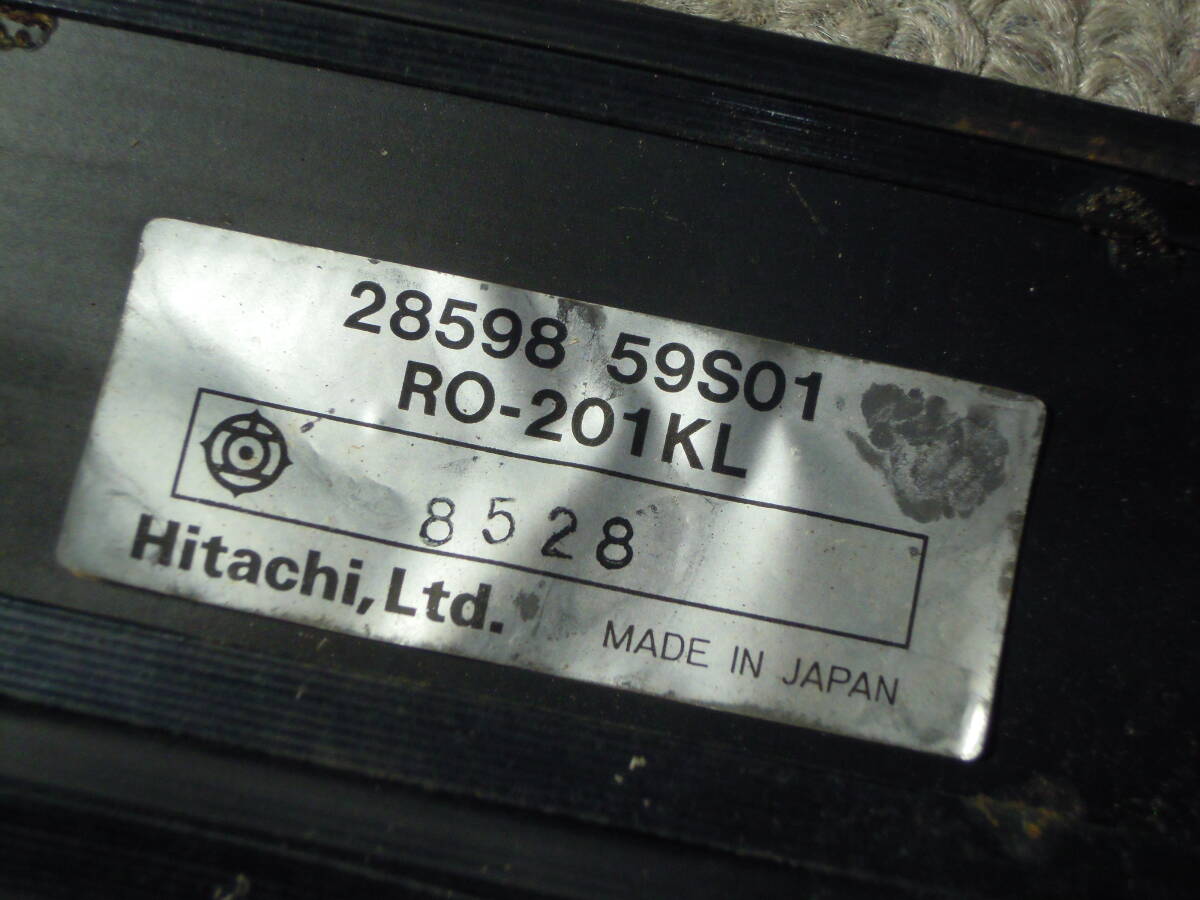 28598 59S01
RO-201KL
8528
Hitachi, Ltd.
MADE IN JAPAN